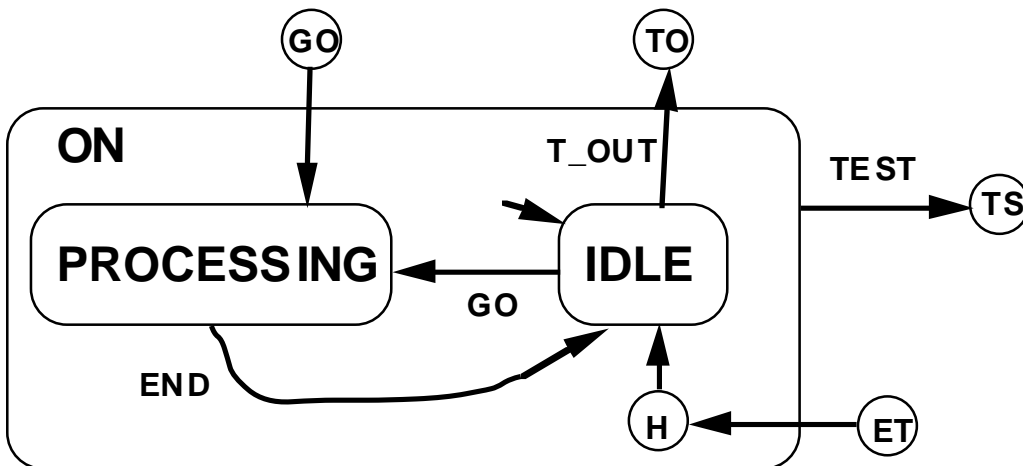 GO
TO
ON
T_OUT
TEST
TS
PROCESSING
IDLE
GO
END
H
ET